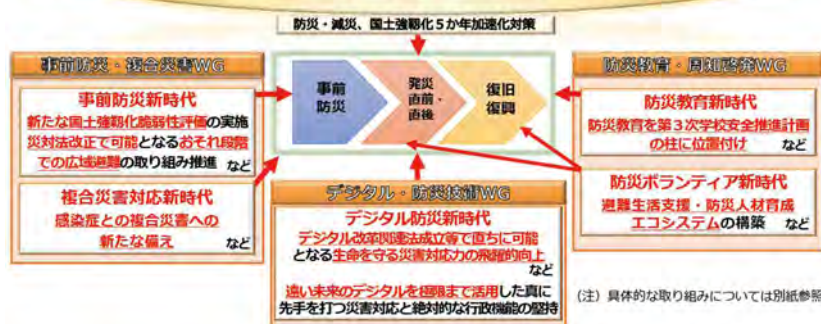 防災・減災、国土強靱化5か年加速化対策
事前防災・複合災害WG
事前防災新時代
新たな国土強靱化脆弱性評価の実施
災対法改正で可能となるおそれ段階
での広域避難の取り組み推進
など
複合災害対応新時代
感染症との複合災害への
新たな備え
など
事前
防災
発災
直前・
直後
復旧
復興
デジタル・防災技術WG
デジタル防災新時代
デジタル改革関連法成立等で直ちに可能
となる生命を守る災害対応力の飛躍的向上
など
遠い未来のデジタルを極限まで活用した真に
先手を打つ災害対応と絶対的な行政機能の堅持
防災教育・周知啓発WG
防災教育新時代
防災教育を第3次学校安全推進計画
の柱に位置付け
など
防災ボランティア新時代
避難生活支援・防災人材育成
エコシステムの構築
など
(注)具体的な取り組みについては別紙参照